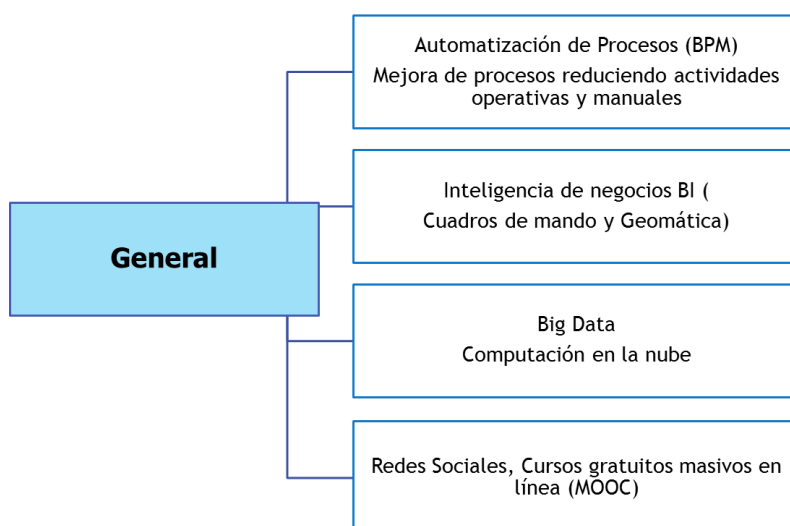 General
Automatización de Procesos (BPM)
Mejora de procesos reduciendo actividades
operativas y manuales
Inteligencia de negocios BI (
Cuadros de mando y Geomática)
Big Data
Computación en la nube
Redes Sociales, Cursos gratuitos masivos en
línea (MOOC)